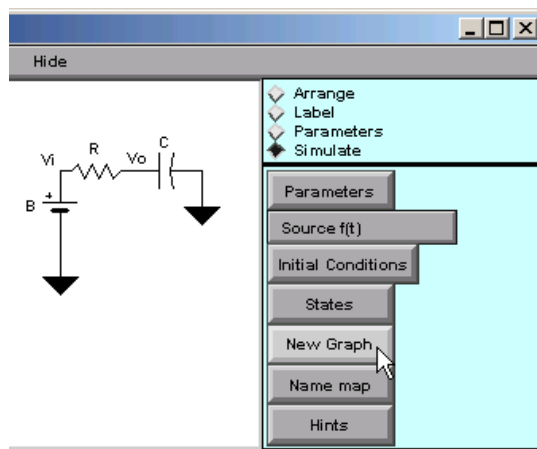 Hide
Arrange
Label
Parameters
Simulate
Vi
R
Vo
C
B
+
Parameters
Source f(t)
Initial Conditions
States
New Graph
Name map
Hints